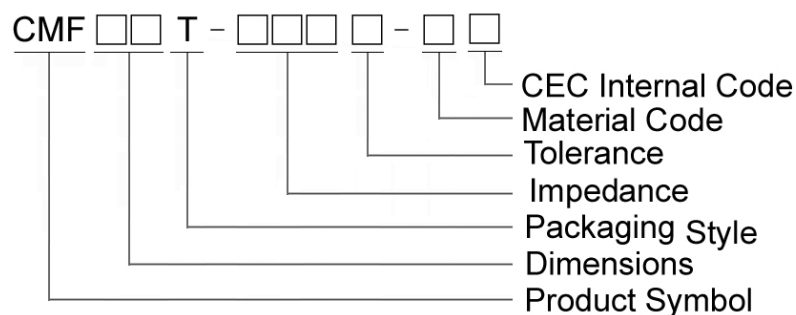 CMF □□ T - □□□ □ - □ □
CEC Internal Code
Material Code
Tolerance
Impedance
Packaging Style
Dimensions
Product Symbol